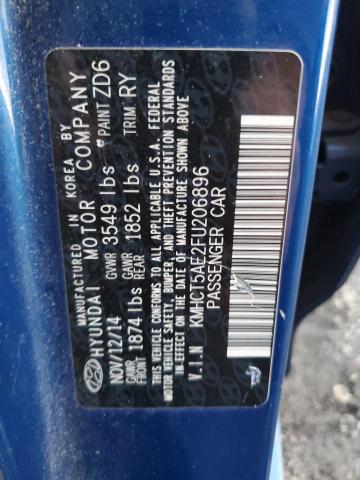 MANUFACTURED IN KOREA BY
HYUNDAI MOTOR COMPANY
NOV/12/14 GVWR 3549 lbs PAINT ZD6
GAWR FRONT 1874 lbs GAWR REAR 1852 lbs TRIM RY
THIS VEHICLE CONFORMS TO ALL APPLICABLE U.S.A. FEDERAL
MOTOR VEHICLE SAFETY, BUMPER, AND THEFT PREVENTION STANDARDS
IN EFFECT ON THE DATE OF MANUFACTURE SHOWN ABOVE.
V.I.N KMHCT5AE2FU206896
PASSENGER CAR